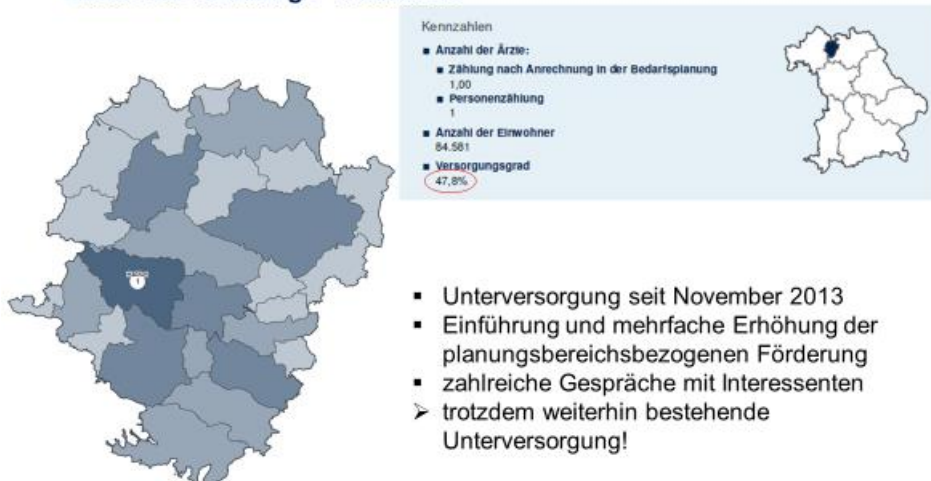 Kennzahlen
■ Anzahl der Ärzte:
■ Zählung nach Anrechnung in der Bedarfsplanung
1,00
■ Personenzählung
1
■ Anzahl der Einwohner
84.581
■ Versorgungsgrad
47,8%
1
▪ Unterversorgung seit November 2013
▪ Einführung und mehrfache Erhöhung der
planungsbereichsbezogenen Förderung
▪ zahlreiche Gespräche mit Interessenten
➢ trotzdem weiterhin bestehende
Unterversorgung!